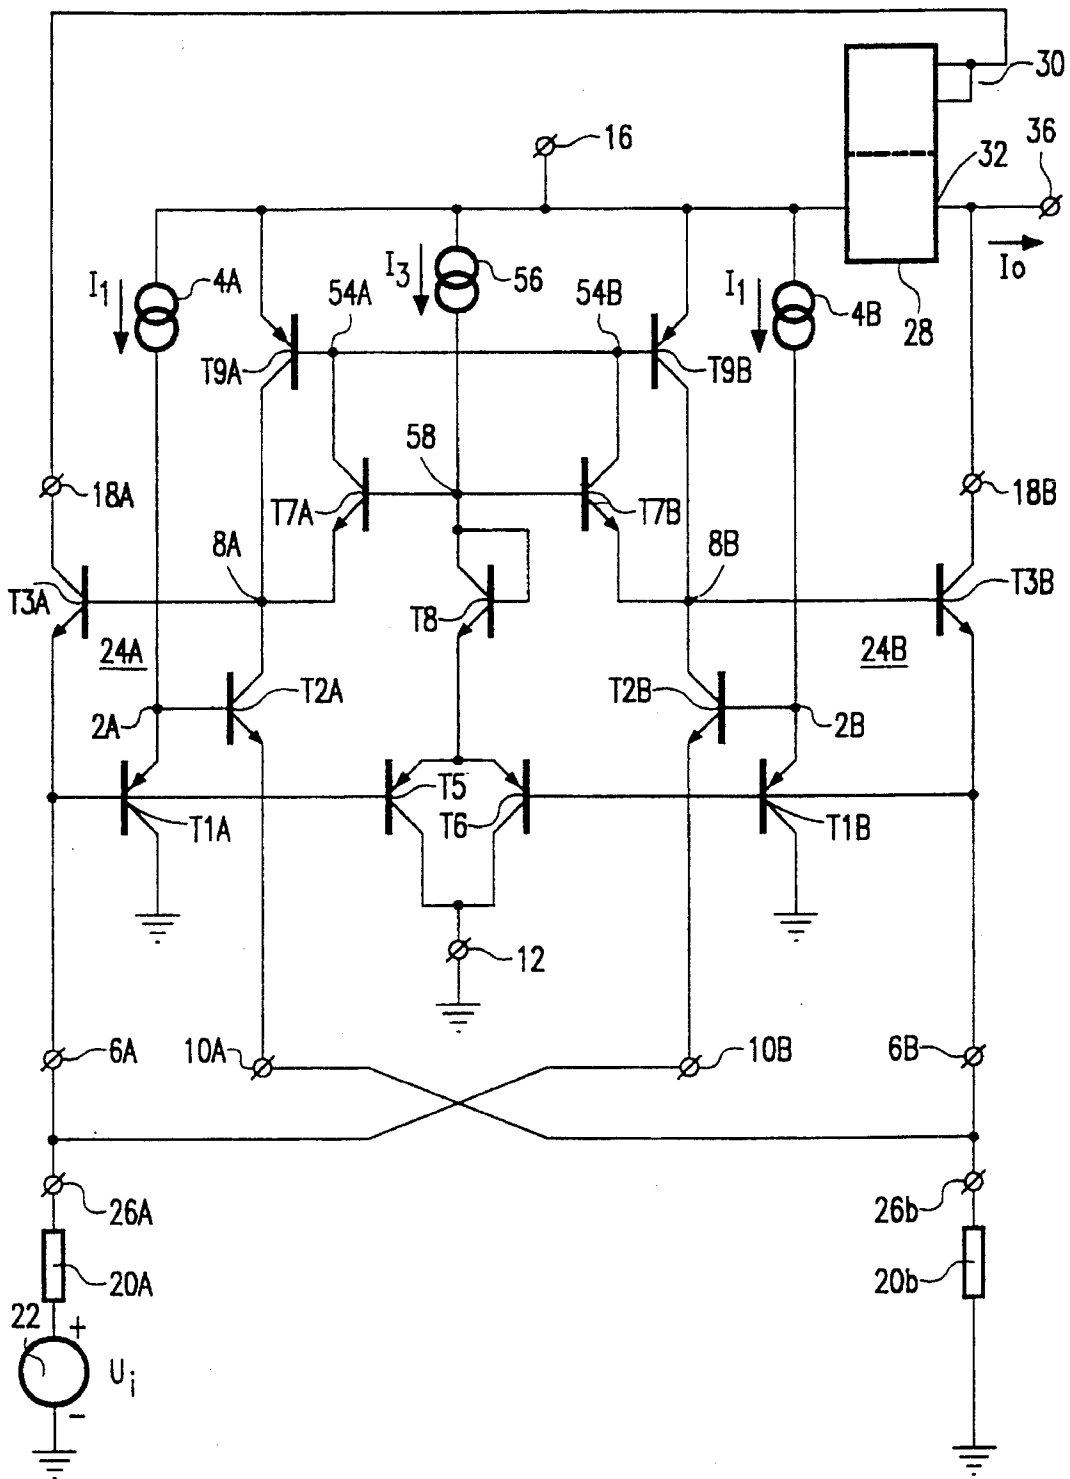 30
36
16
32
I₁
4A
I₃
56
54A
54B
I₁
4B
Io
28
T9A
T9B
58
18A
T7A
T7B
18B
8A
8B
T3A
T8
T3B
24A
24B
T2A
T2B
2A
2B
T5
T6
T1A
T1B
12
6A
10A
10B
6B
26A
26b
20A
20b
22
+
Uᵢ
−